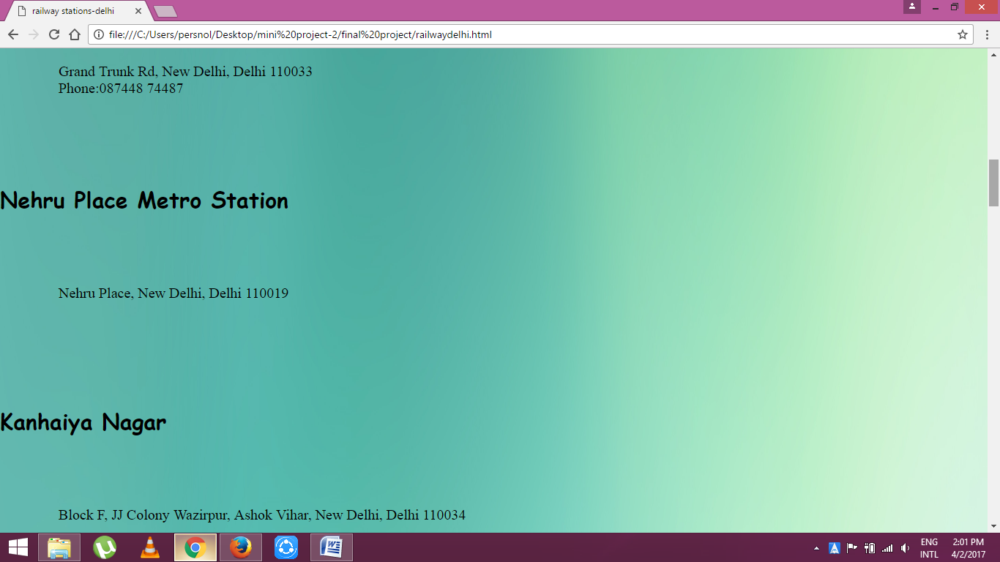 railway stations-delhi
file:///C:/Users/persnol/Desktop/mini%20project-2/final%20project/railwaydelhi.html
Grand Trunk Rd, New Delhi, Delhi 110033
Phone:087448 74487
Nehru Place Metro Station
Nehru Place, New Delhi, Delhi 110019
Kanhaiya Nagar
Block F, JJ Colony Wazirpur, Ashok Vihar, New Delhi, Delhi 110034
ENG 2:01 PM
INTL 4/2/2017